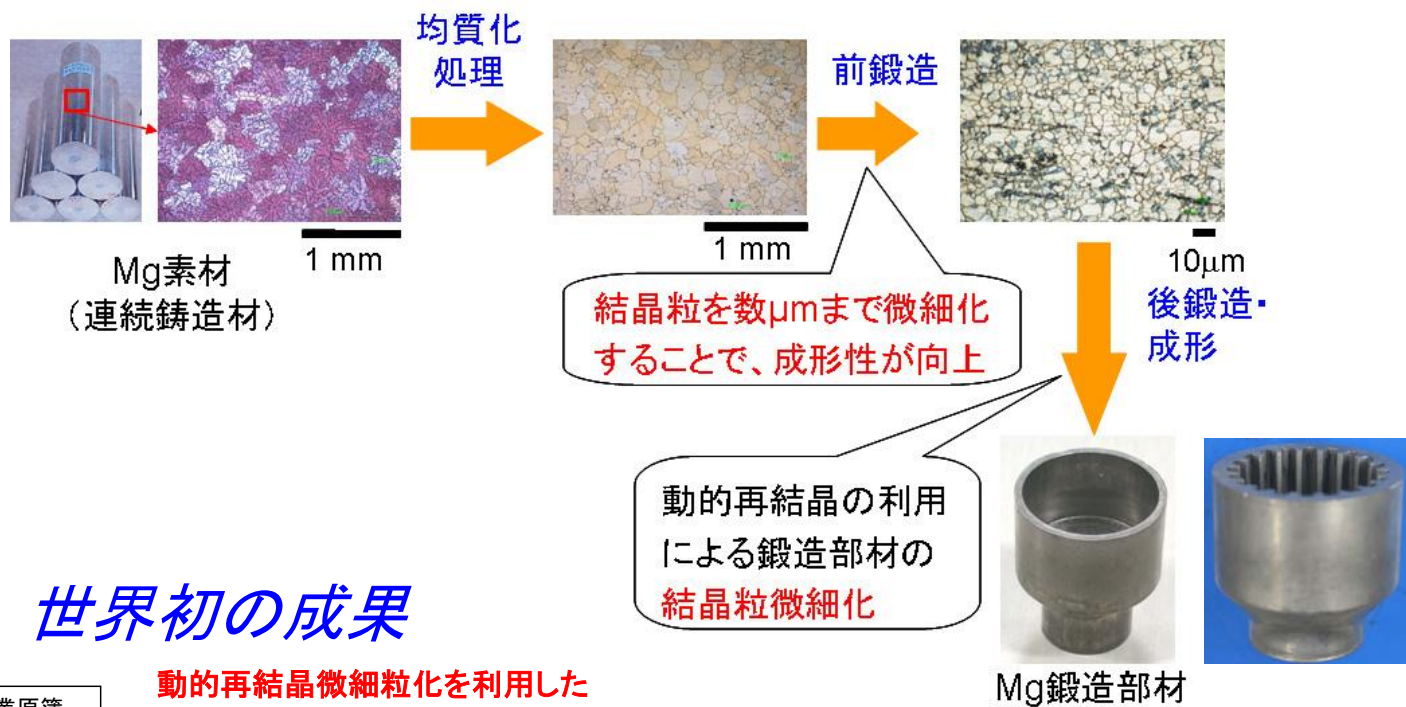 均質化
処理
前鍛造
1 mm
1 mm
10μm
Mg素材
（連続鋳造材）
結晶粒を数μmまで微細化
することで、成形性が向上
後鍛造・
成形
動的再結晶の利用
による鍛造部材の
結晶粒微細化
世界初の成果
動的再結晶微細粒化を利用した
Mg鍛造部材
業原簿